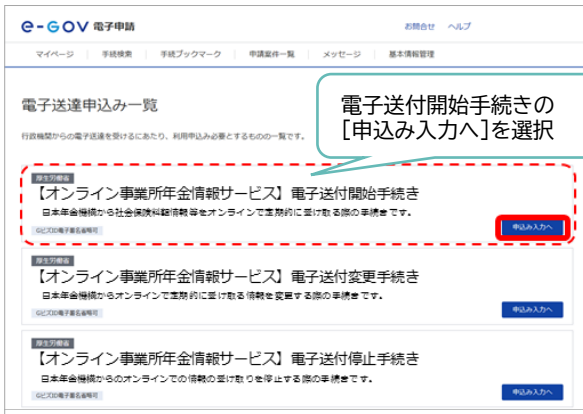 e-GOV 電子申請
お問合せ ヘルプ
マイページ 手続検索 手続ブックマーク 申請案件一覧 メッセージ 基本情報管理
電子送達申込み一覧
行政機関からの電子送達を受けるにあたり、利用申込み必要とするものの一覧です。
電子送付開始手続きの
[申込み入力へ]を選択
厚生労働省
【オンライン事業所年金情報サービス】電子送付開始手続き
日本年金機構から社会保険料額情報等をオンラインで定期的に受け取る際の手続きです。
GビズID電子署名省略可
申込み入力へ
厚生労働省
【オンライン事業所年金情報サービス】電子送付変更手続き
日本年金機構からオンラインで定期的に受け取る情報を変更する際の手続きです。
GビズID電子署名省略可
申込み入力へ
厚生労働省
【オンライン事業所年金情報サービス】電子送付停止手続き
日本年金機構からのオンラインでの情報の受け取りを停止する際の手続きです。
GビズID電子署名省略可
申込み入力へ